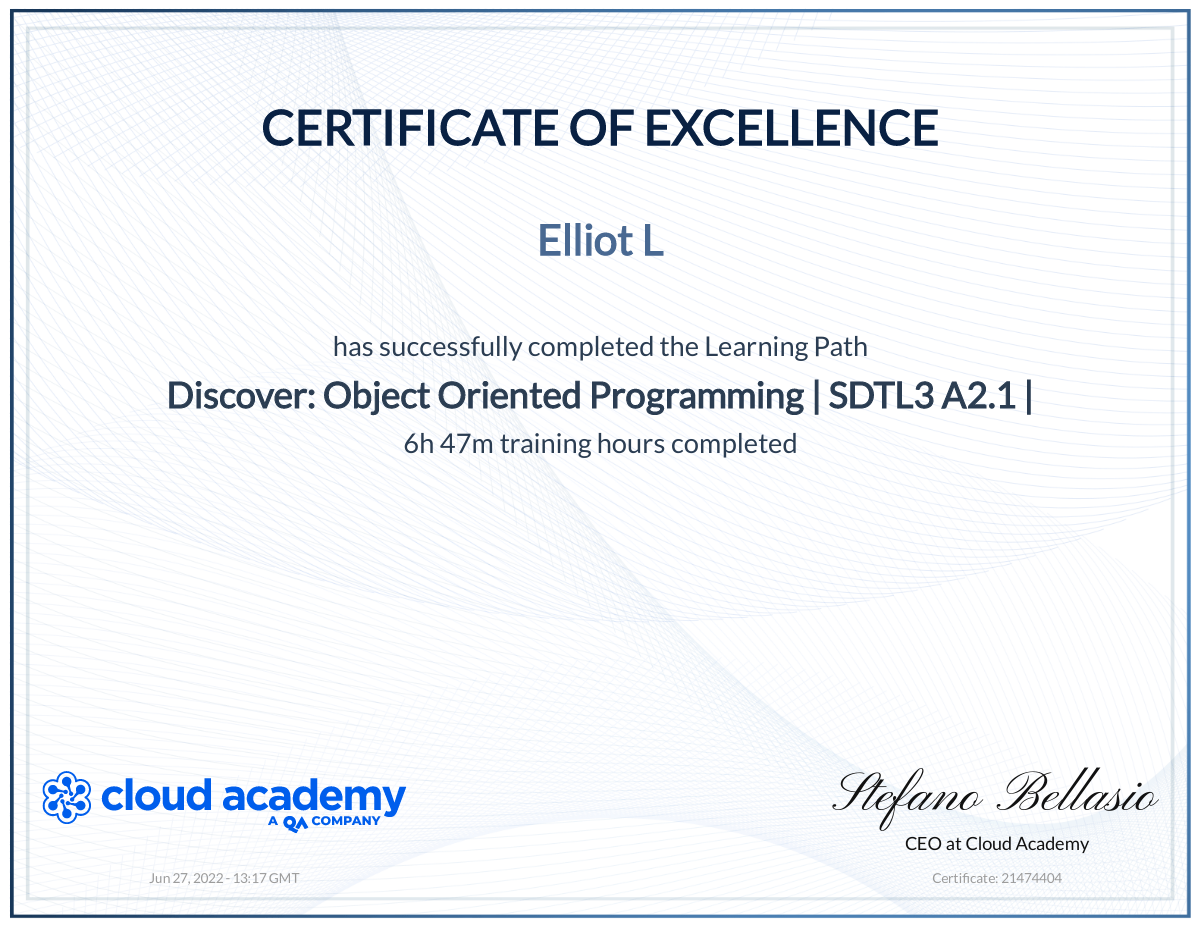 CERTIFICATE OF EXCELLENCE
Elliot L
has successfully completed the Learning Path
Discover: Object Oriented Programming | SDTL3 A2.1 |
6h 47m training hours completed
cloud academy
A QA COMPANY
Stefano Bellasio
CEO at Cloud Academy
Jun 27, 2022 - 13:17 GMT
Certificate: 21474404